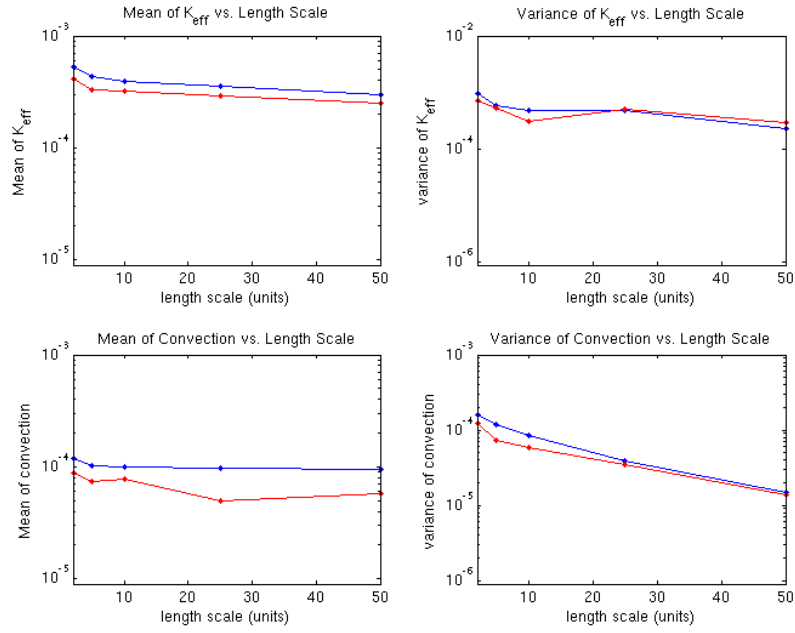 Mean of K_eff vs. Length Scale
10^-3
10^-4
10^-5
Mean of K_eff
10 20 30 40 50
length scale (units)
Variance of K_eff vs. Length Scale
10^-2
10^-4
10^-6
variance of K_eff
10 20 30 40 50
length scale (units)
Mean of Convection vs. Length Scale
10^-3
10^-4
10^-5
Mean of Convection
10 20 30 40 50
length scale (units)
Variance of Convection vs. Length Scale
10^-3
10^-4
10^-5
10^-6
variance of convection
10 20 30 40 50
length scale (units)